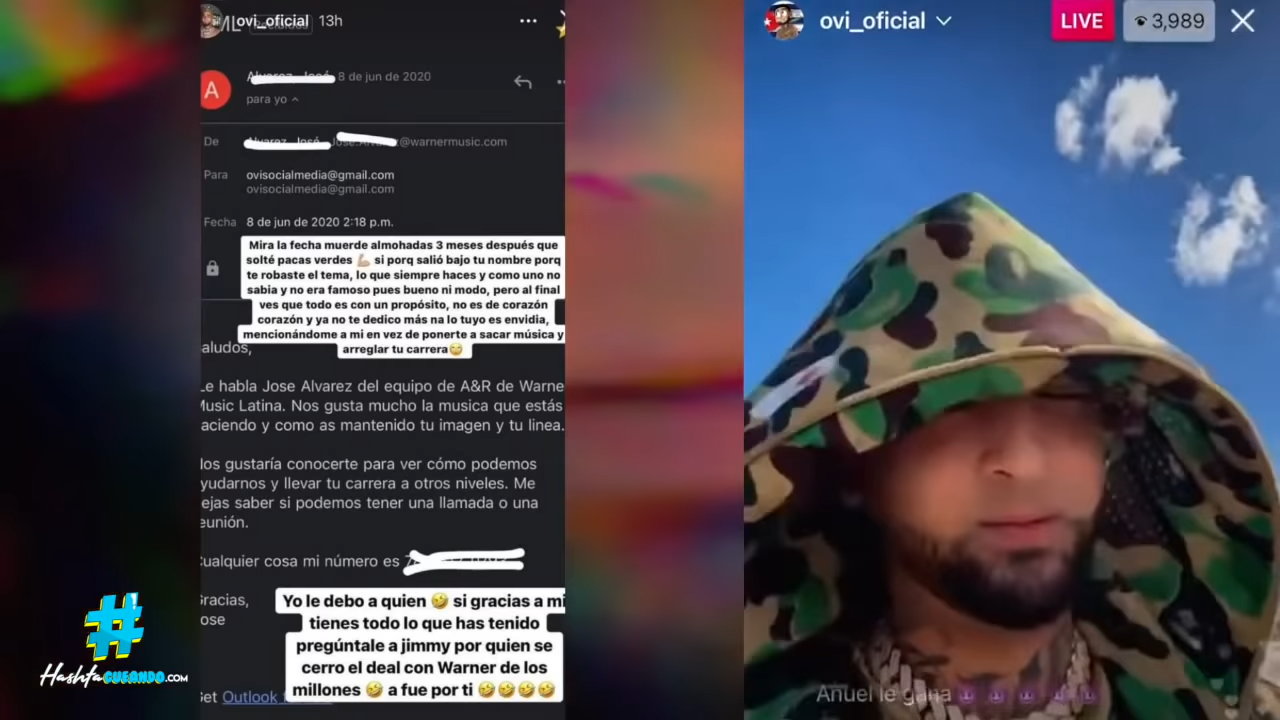 ovi_oficial 13h
A
8 de jun de 2020
para yo
De
@warnermusic.com
Para
ovisocialmedia@gmail.com
ovisocialmedia@gmail.com
Fecha
8 de jun de 2020 2:18 p.m.
Mira la fecha muerde almohadas 3 meses después que
solté pacas verdes 💪🏼 si porq salió bajo tu nombre porq
te robaste el tema, lo que siempre haces y como uno no
sabia y no era famoso pues bueno ni modo, pero al final
ves que todo es con un propósito, no es de corazón
corazón y ya no te dedico más na lo tuyo es envidia,
mencionándome a mi en vez de ponerte a sacar música y
arreglar tu carrera😅
aludos,
Le habla Jose Alvarez del equipo de A&R de Warne
Music Latina. Nos gusta mucho la musica que estás
aciendo y como as mantenido tu imagen y tu linea.
Nos gustaría conocerte para ver cómo podemos
yudarnos y llevar tu carrera a otros niveles. Me
ejas saber si podemos tener una llamada o una
eunión.
Cualquier cosa mi número es
Gracias,
ose
Yo le debo a quien 🤣 si gracias a mi
tienes todo lo que has tenido
pregúntale a jimmy por quien se
cerro el deal con Warner de los
millones 🤣 a fue por ti 🤣🤣🤣🤣
et Outlook
#
HashtaGUEANDO.COM
ovi_oficial
LIVE
3,989
Anuel le gana 😈😈😈😈😈